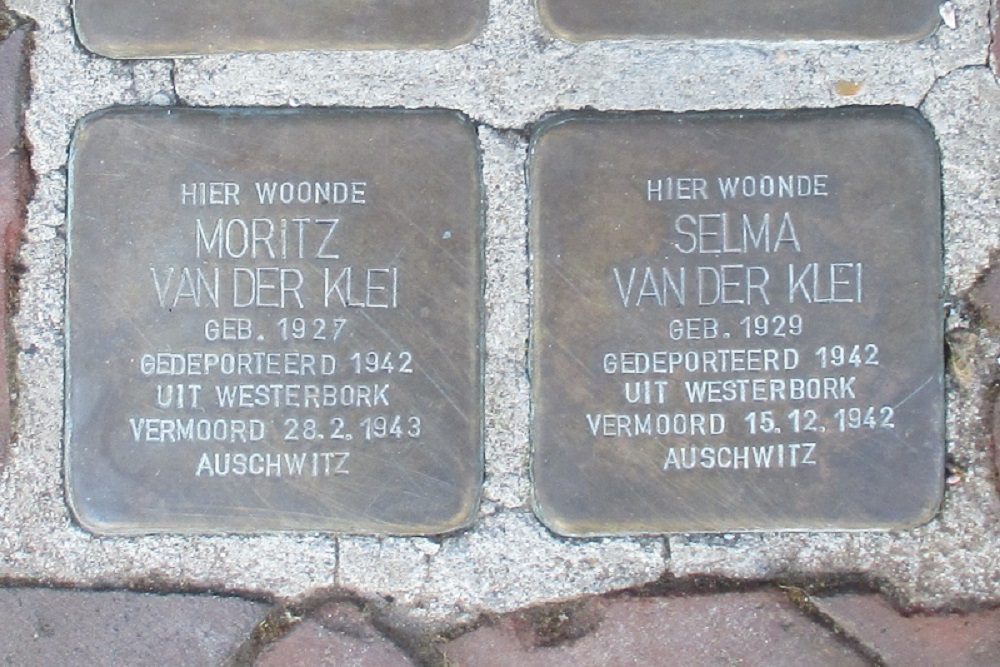 HIER WOONDE
MORITZ
VAN DER KLEI
GEB. 1927
GEDEPORTEERD 1942
UIT WESTERBORK
VERMOORD 28.2.1943
AUSCHWITZ
HIER WOONDE
SELMA
VAN DER KLEI
GEB. 1929
GEDEPORTEERD 1942
UIT WESTERBORK
VERMOORD 15.12.1942
AUSCHWITZ